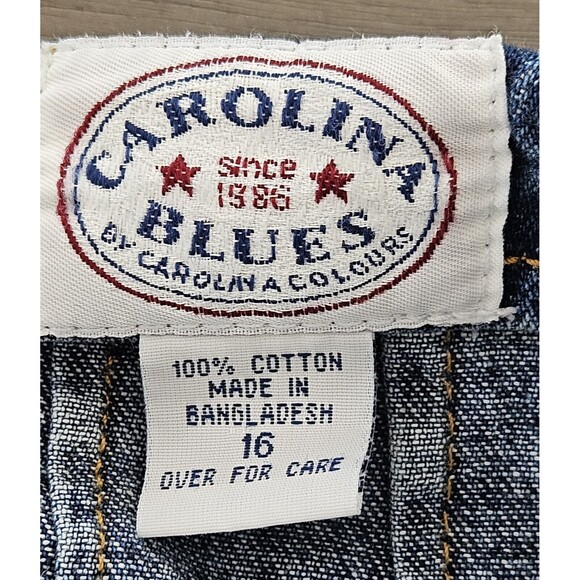 CAROLINA
since
1986
BLUES
BY CAROLINA COLOURS
100% COTTON
MADE IN
BANGLADESH
16
OVER FOR CARE